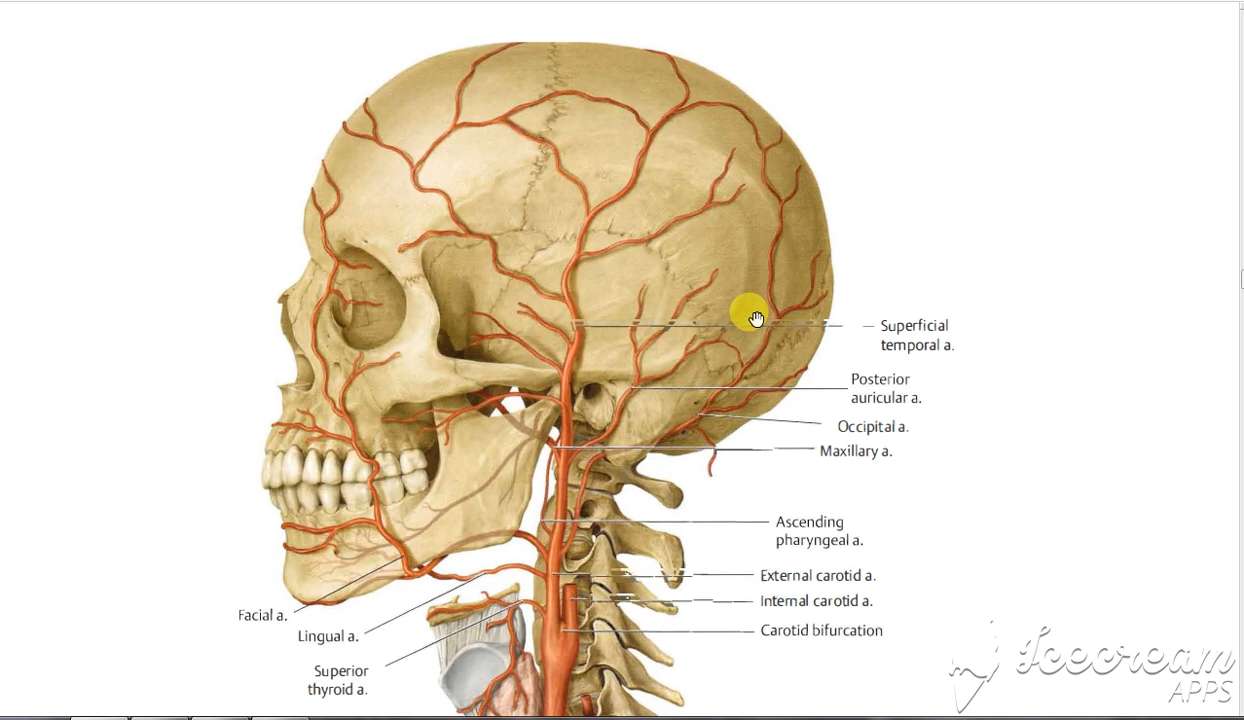 Superficial
temporal a.
Posterior
auricular a.
Occipital a.
Maxillary a.
Ascending
pharyngeal a.
External carotid a.
Internal carotid a.
Carotid bifurcation
Facial a.
Lingual a.
Superior
thyroid a.
Icecream
APPS